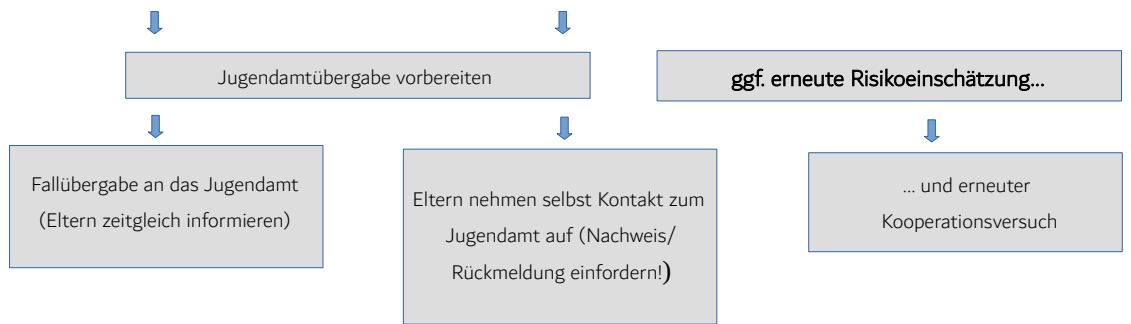 Jugendamtübergabe vorbereiten
ggf. erneute Risikoeinschätzung...
Fallübergabe an das Jugendamt
(Eltern zeitgleich informieren)
Eltern nehmen selbst Kontakt zum
Jugendamt auf (Nachweis/
Rückmeldung einfordern!)
... und erneuter
Kooperationsversuch